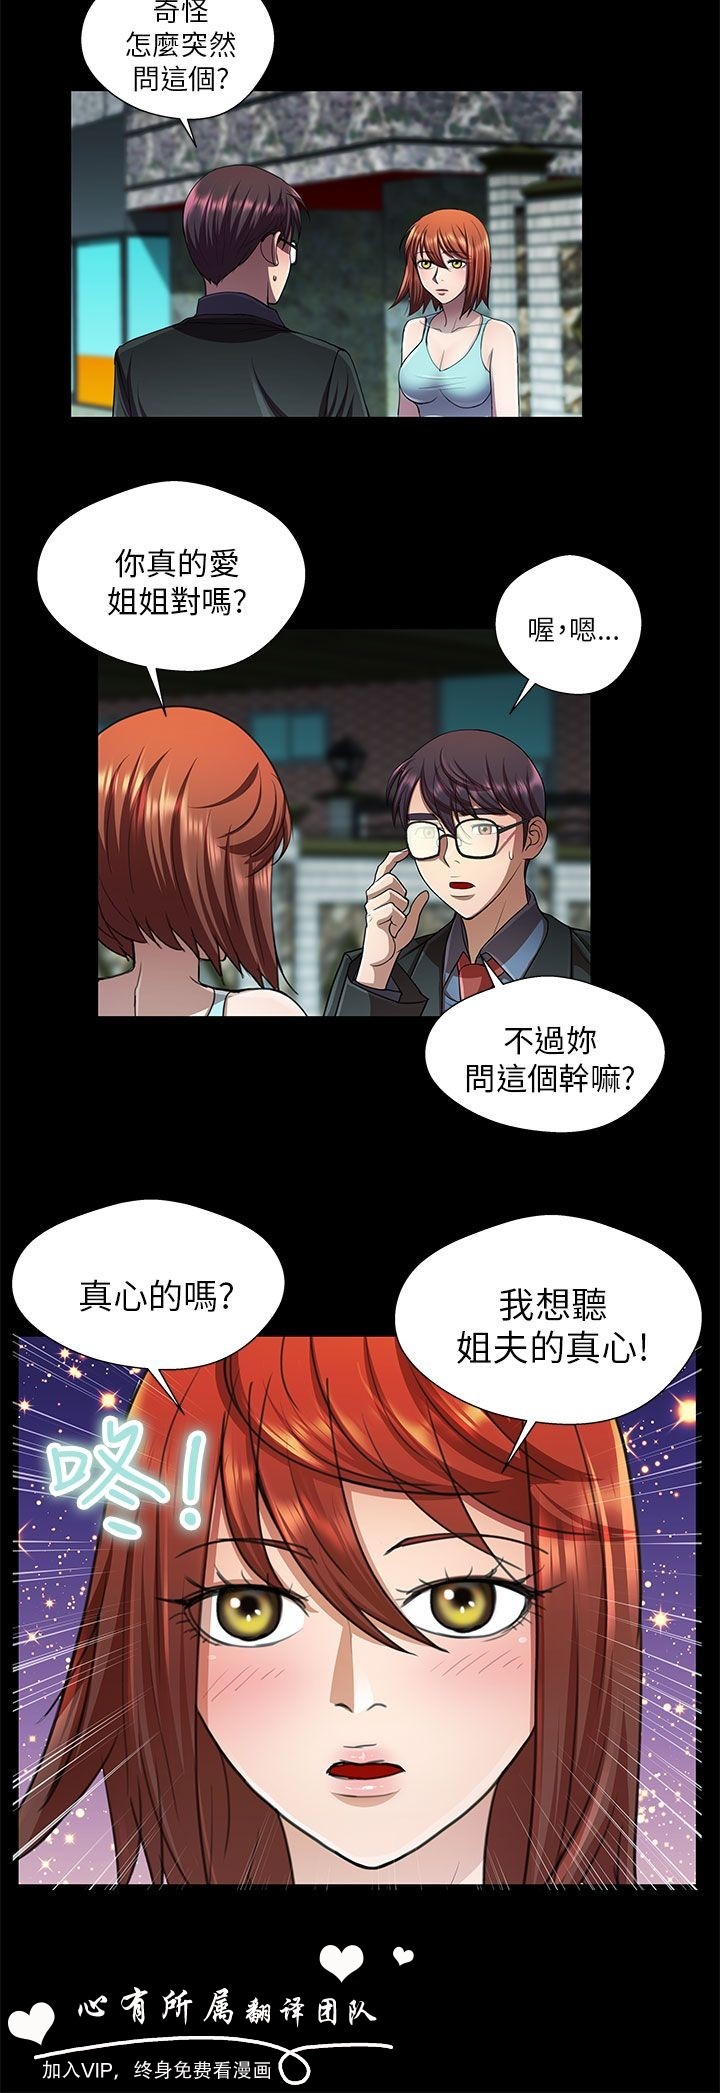 奇怪
怎麼突然
問這個?
你真的愛
姐姐對嗎?
喔,嗯...
不過妳
問這個幹嘛?
真心的嗎?
我想聽
姐夫的真心!
咚!
心有所属翻译团队
加入VIP，终身免费看漫画